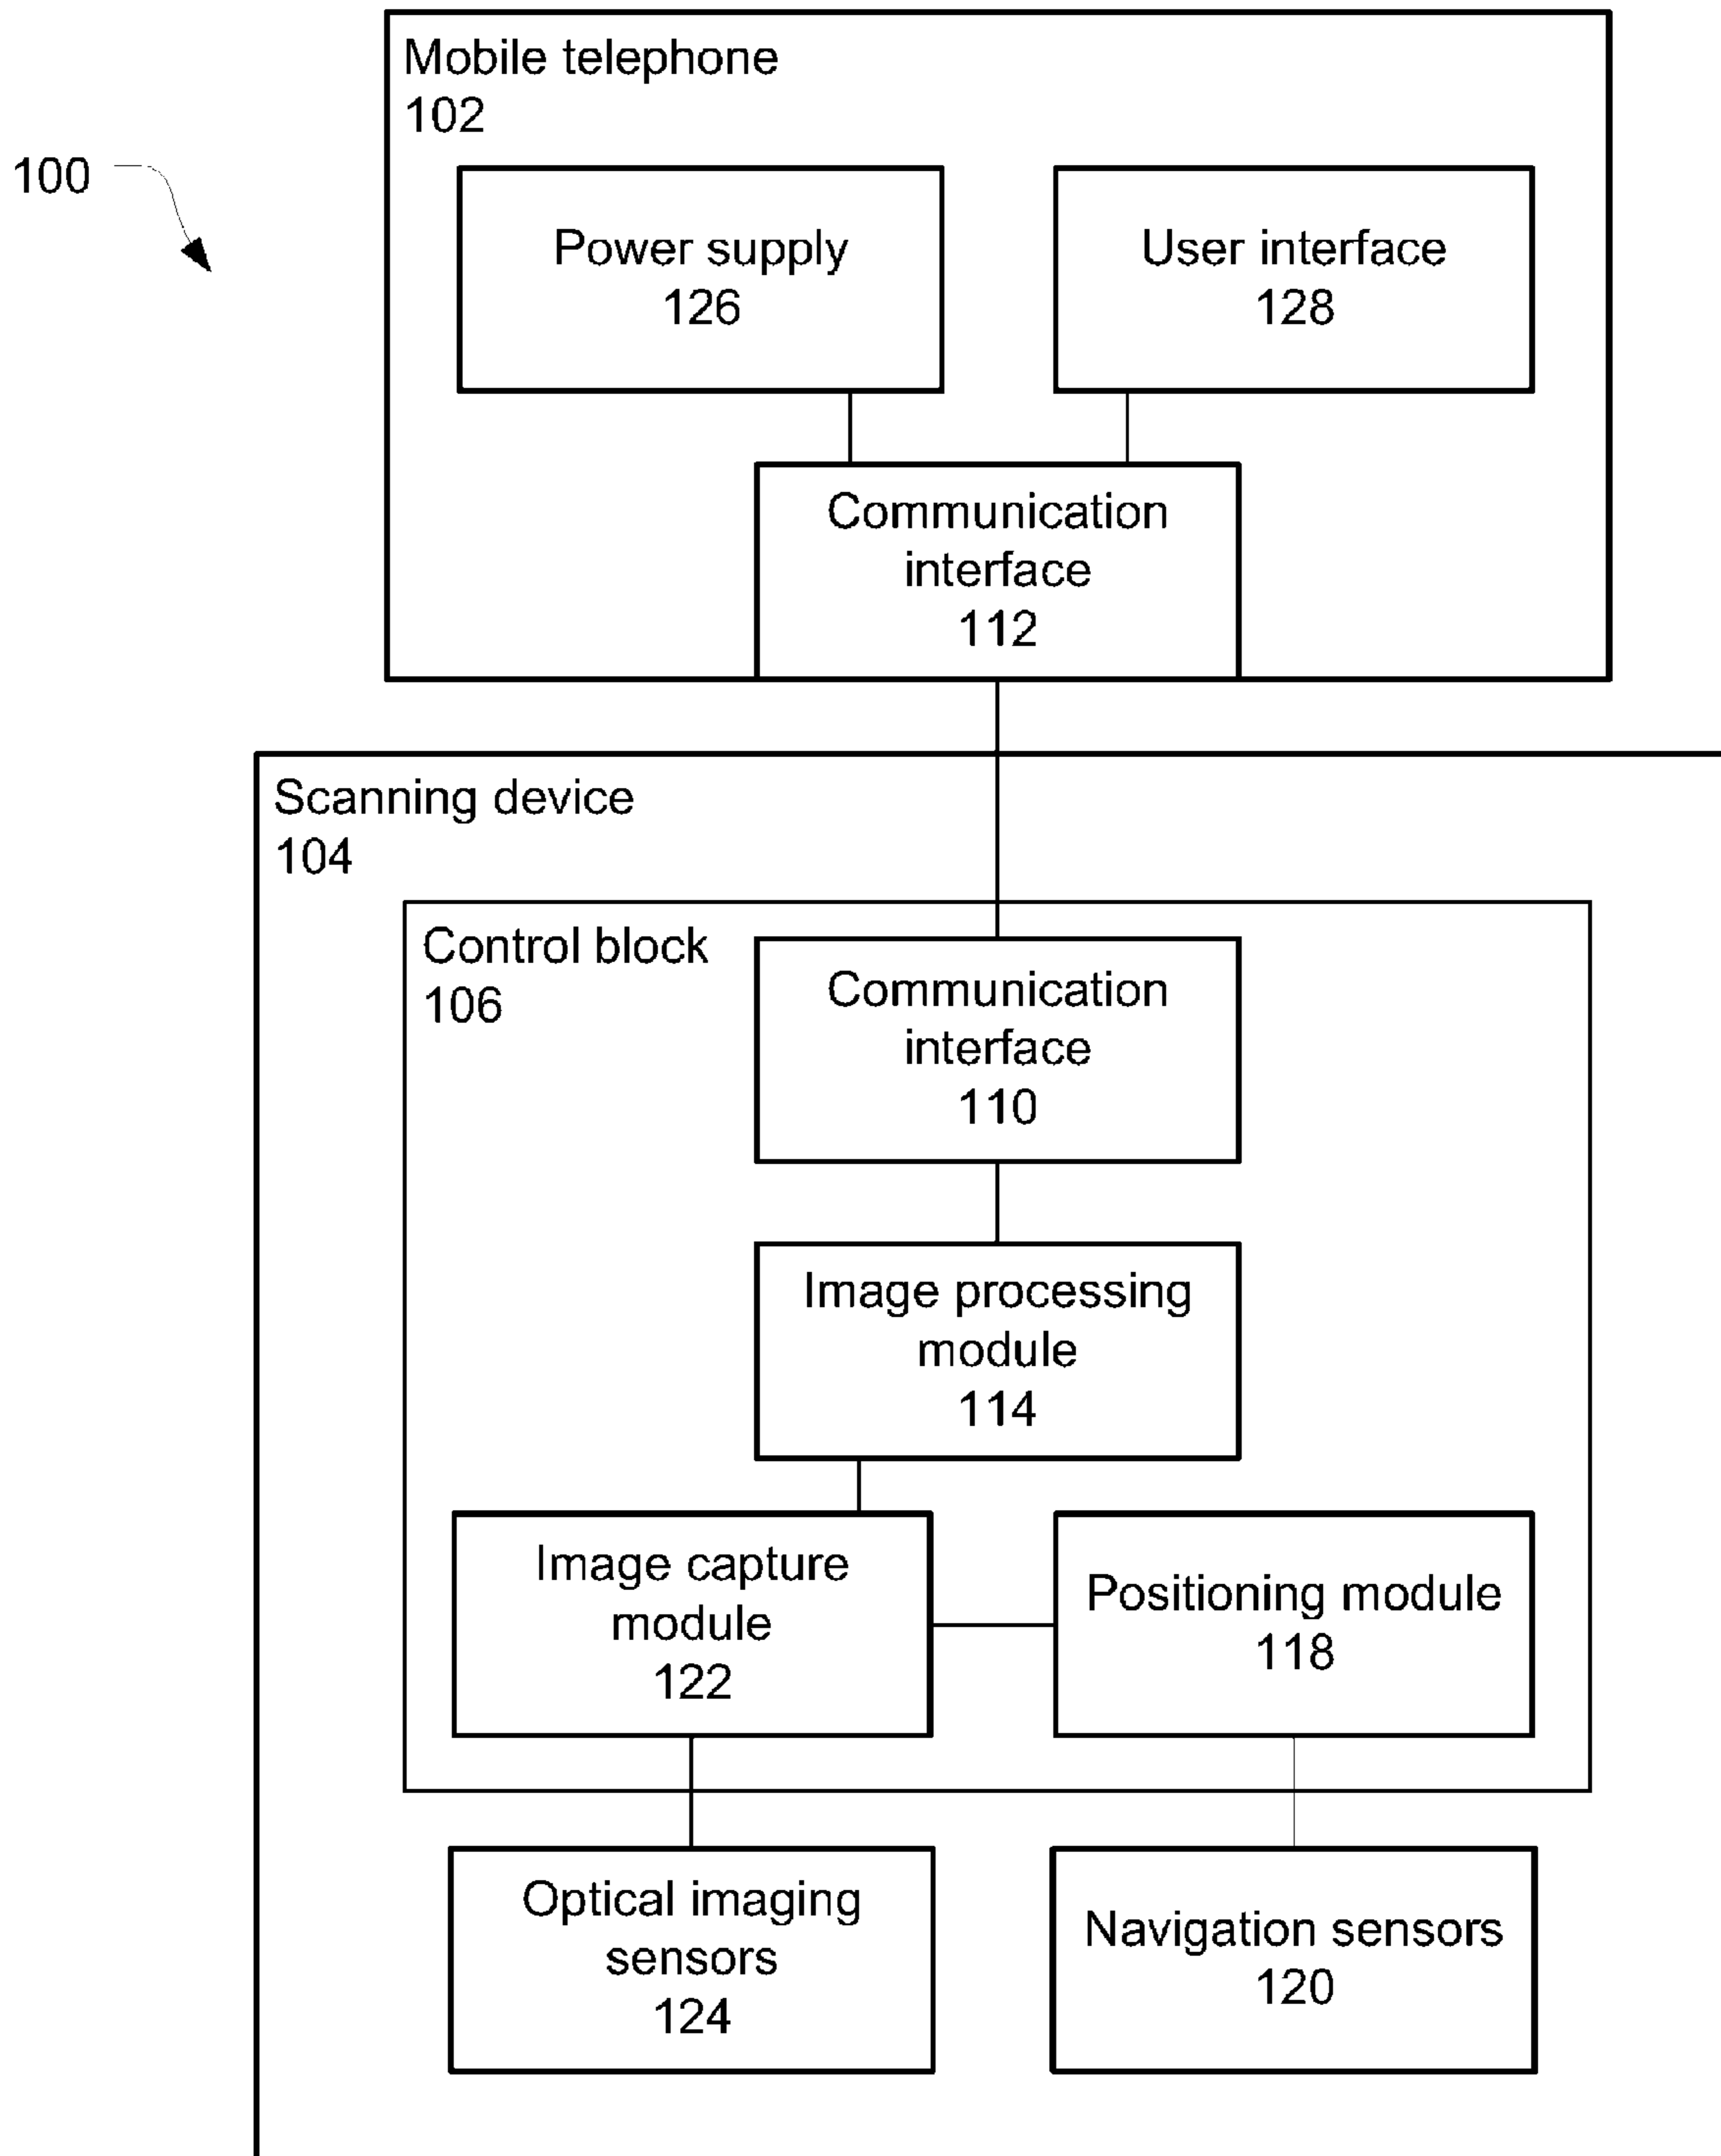 Mobile telephone
102
100
Power supply
126
User interface
128
Communication
interface
112
Scanning device
104
Control block
106
Communication
interface
110
Image processing
module
114
Image capture
module
122
Positioning module
118
Optical imaging
sensors
124
Navigation sensors
120